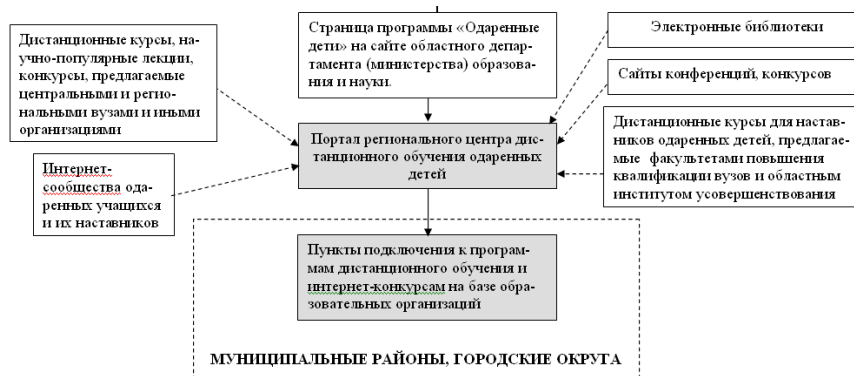 Дистанционные курсы, на-
учно-популярные лекции,
конкурсы, предлагаемые
центральными и регио-
нальными вузами и иными
организациями
Страница программы «Одаренные
дети» на сайте областного депар-
тамента (министерства) образова-
ния и науки.
Электронные библиотеки
Сайты конференций, конкурсов
Дистанционные курсы для настав-
ников одаренных детей, предлагае-
мые факультетами повышения
квалификации вузов и областным
институтом усовершенствования
Портал регионального центра дис-
танционного обучения одаренных
детей
Интернет-
сообщества ода-
ренных учащихся
и их наставников
Пункты подключения к програм-
мам дистанционного обучения и
интернет-конкурсам на базе обра-
зовательных организаций
МУНИЦИПАЛЬНЫЕ РАЙОНЫ, ГОРОДСКИЕ ОКРУГА